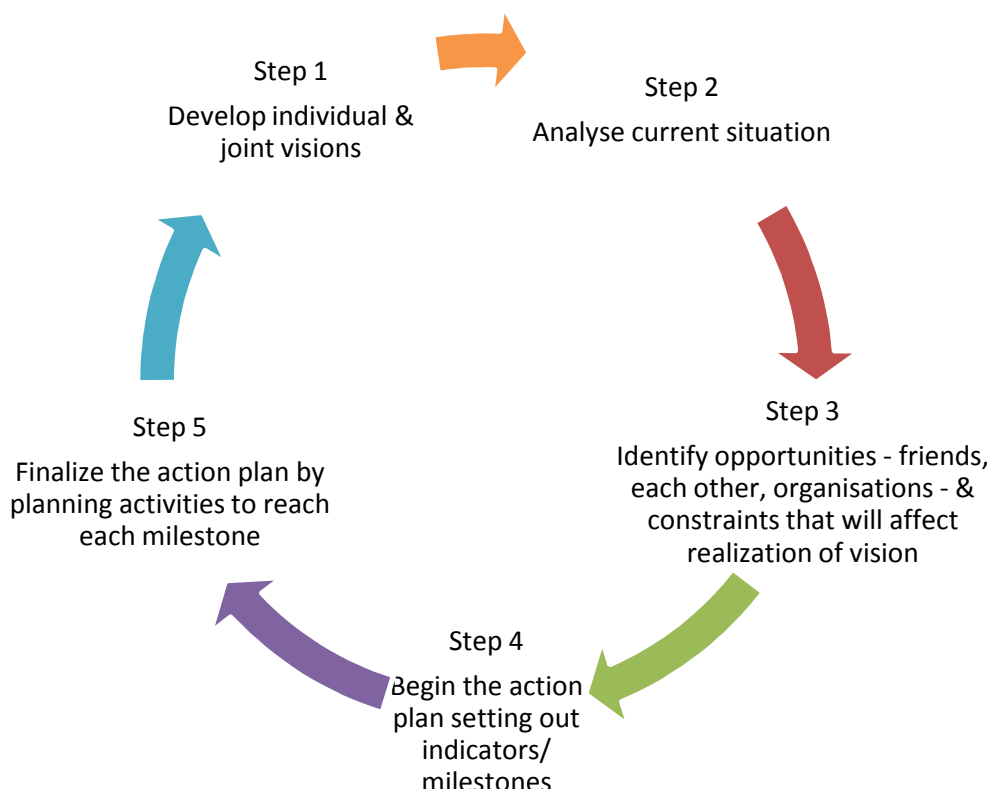 Step 1
Develop individual &
joint visions
Step 2
Analyse current situation
Step 3
Identify opportunities - friends,
each other, organisations - &
constraints that will affect
realization of vision
Step 4
Begin the action
plan setting out
indicators/
milestones
Step 5
Finalize the action plan by
planning activities to reach
each milestone